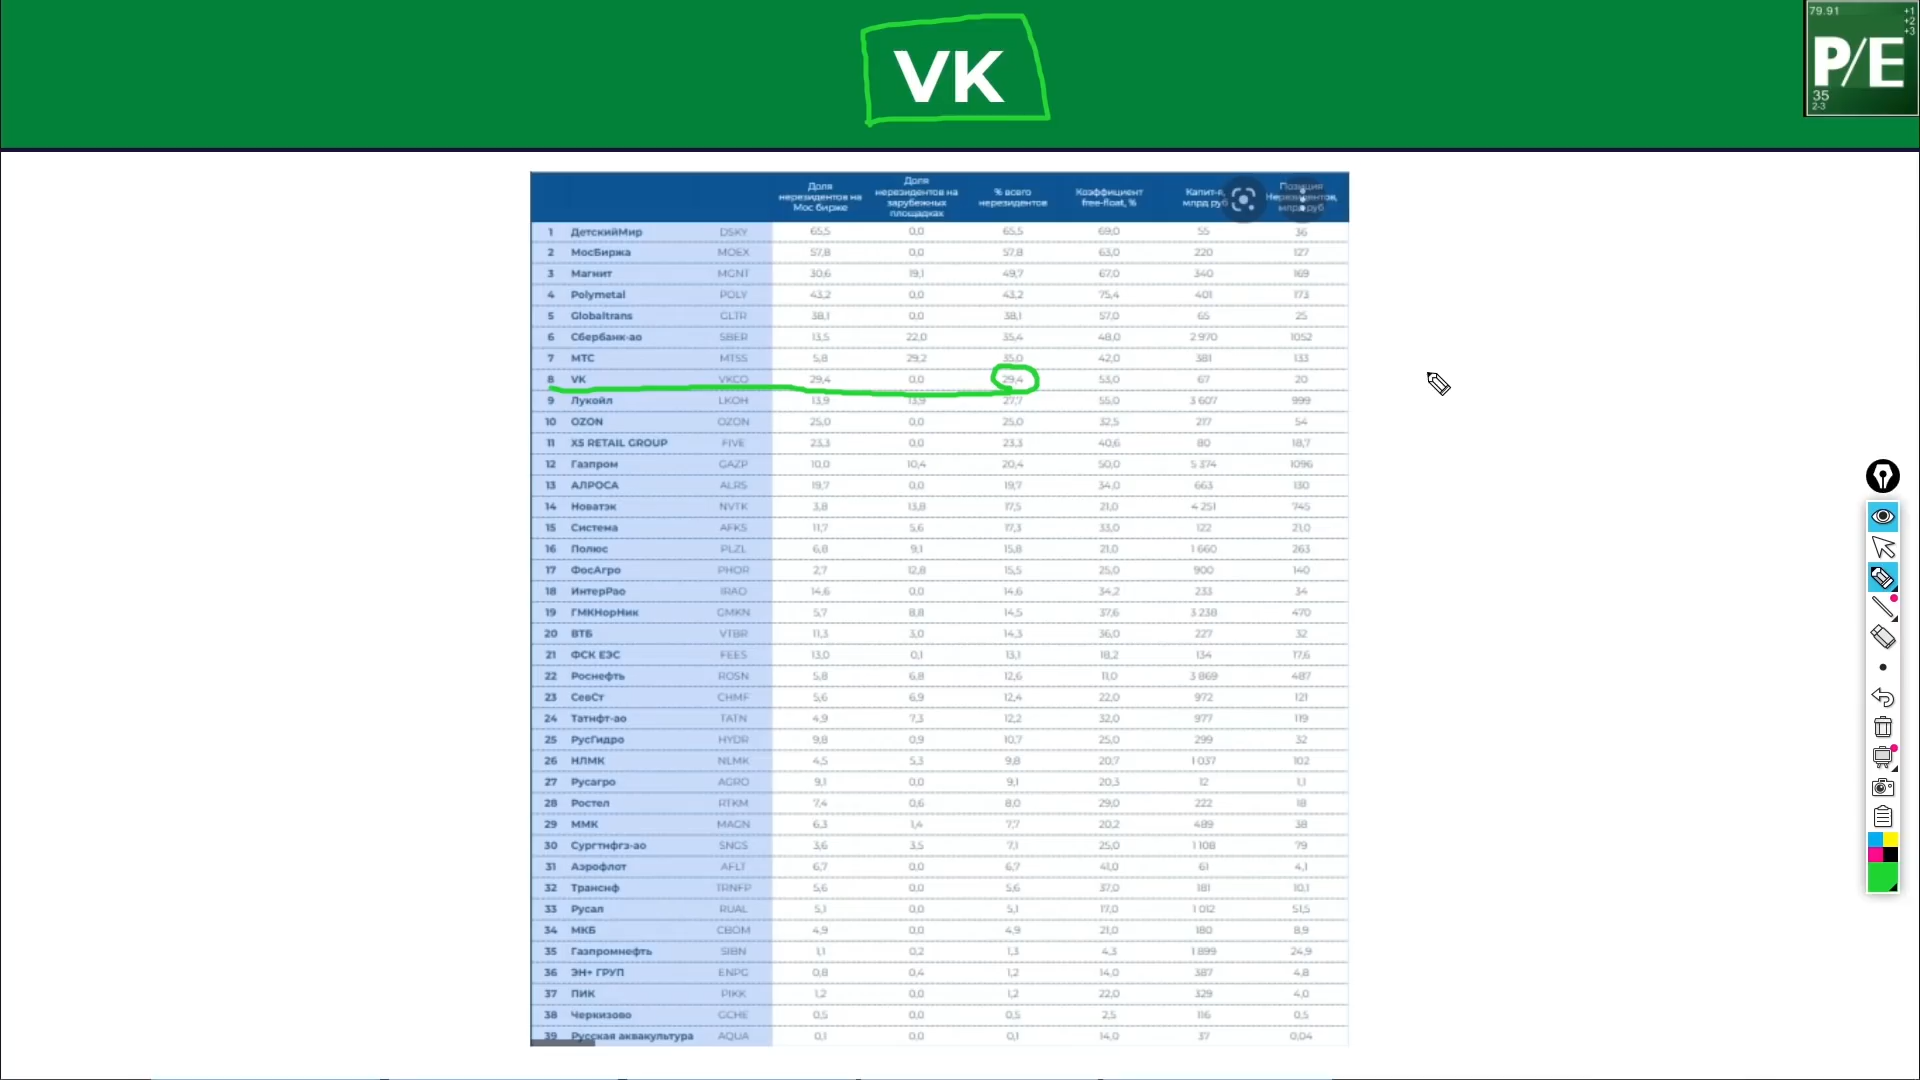 VK
79.91 +1
+2
+3
P/E
35
2-3
Доля нерезидентов на Мос бирже
Доля нерезидентов на зарубежных площадках
% всего нерезидентов
Коэффициент free-float, %
Капит-я, млрд руб
Позиция Нерезидентов, млрд руб
1 ДетскийМир DSKY 65,5 0,0 65,5 69,0 55 36
2 МосБиржа MOEX 57,8 0,0 57,8 63,0 220 127
3 Магнит MGNT 30,6 19,1 49,7 67,0 340 169
4 Polymetal POLY 43,2 0,0 43,2 75,4 401 173
5 Globaltrans GLTR 38,1 0,0 38,1 57,0 65 25
6 Сбербанк-ао SBER 13,5 22,0 35,4 48,0 2 970 1052
7 МТС MTSS 5,8 29,2 35,0 42,0 381 133
8 VK VKCO 29,4 0,0 29,4 53,0 67 20
9 Лукойл LKOH 13,9 13,9 27,7 55,0 3 607 999
10 OZON OZON 25,0 0,0 25,0 32,5 217 54
11 X5 RETAIL GROUP FIVE 23,3 0,0 23,3 40,6 80 18,7
12 Газпром GAZP 10,0 10,4 20,4 50,0 5 374 1096
13 АЛРОСА ALRS 19,7 0,0 19,7 34,0 663 130
14 Новатэк NVTK 3,8 13,8 17,5 21,0 4 251 745
15 Система AFKS 11,7 5,6 17,3 33,0 122 21,0
16 Полюс PLZL 6,8 9,1 15,8 21,0 1 660 263
17 ФосАгро PHOR 2,7 12,8 15,5 25,0 900 140
18 ИнтерРао IRAO 14,6 0,0 14,6 34,2 233 34
19 ГМКНорНик GMKN 5,7 8,8 14,5 37,6 3 238 470
20 ВТБ VTBR 11,3 3,0 14,3 36,0 227 32
21 ФСК ЕЭС FEES 13,0 0,1 13,1 18,2 134 17,6
22 Роснефть ROSN 5,8 6,8 12,6 11,0 3 869 487
23 СевСт CHMF 5,6 6,9 12,4 22,0 972 121
24 Татнфт-ао TATN 4,9 7,3 12,2 32,0 977 119
25 РусГидро HYDR 9,8 0,9 10,7 25,0 299 32
26 НЛМК NLMK 4,5 5,3 9,8 20,7 1 037 102
27 Русагро AGRO 9,1 0,0 9,1 20,3 12 1,1
28 Ростел RTKM 7,4 0,6 8,0 29,0 222 18
29 ММК MAGN 6,3 1,4 7,7 20,2 489 38
30 Сургтнфгз-ао SNGS 3,6 3,5 7,1 25,0 1 108 79
31 Аэрофлот AFLT 6,7 0,0 6,7 41,0 61 4,1
32 Транснф TRNFP 5,6 0,0 5,6 37,0 181 10,1
33 Русал RUAL 5,1 0,0 5,1 17,0 1 012 51,5
34 МКБ CBOM 4,9 0,0 4,9 21,0 180 8,9
35 Газпромнефть SIBN 1,1 0,2 1,3 4,3 1 899 24,9
36 ЭН+ ГРУП ENPG 0,8 0,4 1,2 14,0 387 4,8
37 ПИК PIKK 1,2 0,0 1,2 22,0 329 4,0
38 Черкизово GCHE 0,5 0,0 0,5 2,5 116 0,5
39 Русская аквакультура AQUA 0,1 0,0 0,1 14,0 37 0,04